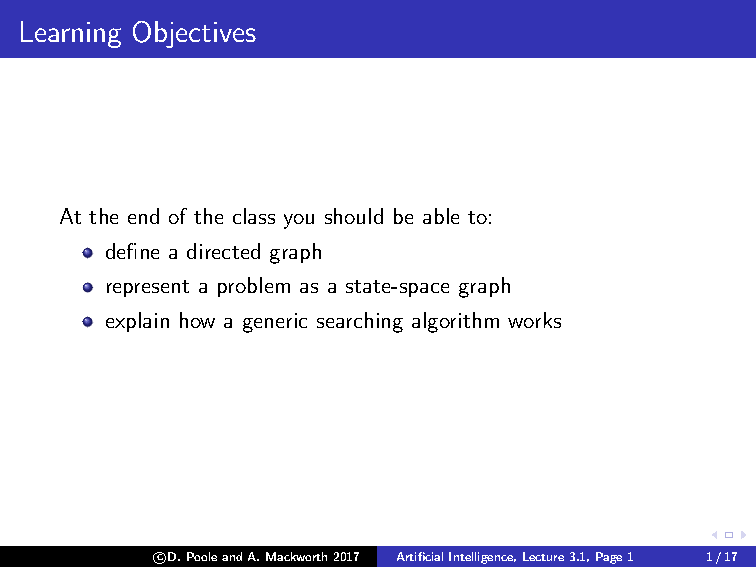 Learning Objectives
At the end of the class you should be able to:
define a directed graph
represent a problem as a state-space graph
explain how a generic searching algorithm works
©D. Poole and A. Mackworth 2017
Artificial Intelligence, Lecture 3.1, Page 1
1 / 17